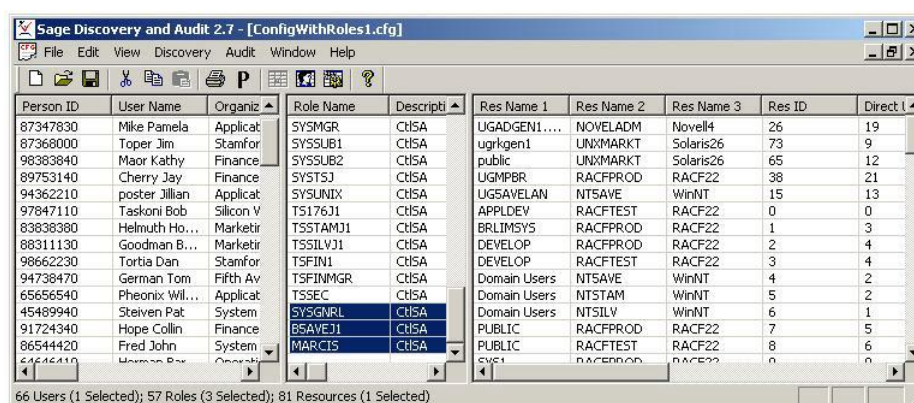 Sage Discovery and Audit 2.7 - [ConfigWithRoles1.cfg]
File Edit View Discovery Audit Window Help
P
Person ID User Name Organiz Role Name Descripti Res Name 1 Res Name 2 Res Name 3 Res ID Direct
87347830 Mike Pamela Applicat SYSMGR CtlSA UGADGEN1.... NOVELADM Novell4 26 19
87368000 Toper Jim Stamfor SYSSUB1 CtlSA ugrkgen1 UNXMARKT Solaris26 73 9
98383840 Maor Kathy Finance SYSSUB2 CtlSA public UNXMARKT Solaris26 65 12
89753140 Cherry Jay Finance SYSTSJ CtlSA UGMPBR RACFPROD RACF22 38 21
94362210 poster Jillian Applicat SYSUNIX CtlSA UGSAVELAN NTSAVE WinNT 15 13
97847110 Taskoni Bob Silicon V TS176J1 CtlSA APPLDEV RACFTEST RACF22 0 0
83838380 Helmuth Ho... Marketir TSSTAMJ1 CtlSA BRLIMSYS RACFPROD RACF22 1 3
88311130 Goodman B... Marketir TSSILVJ1 CtlSA DEVELOP RACFPROD RACF22 2 4
98662230 Tortia Dan Stamfor TSFIN1 CtlSA DEVELOP RACFTEST RACF22 3 4
94738470 German Tom Fifth Av TSFINMGR CtlSA Domain Users NTSAVE WinNT 4 2
65656540 Pheonix Wil... Applicat TSSEC CtlSA Domain Users NTSTAM WinNT 5 2
45489940 Steiven Pat System SYSGNRL CtlSA Domain Users NTSILV WinNT 6 1
91724340 Hope Collin Finance BSAVEJ1 CtlSA PUBLIC RACFPROD RACF22 7 5
86544420 Fred John System MARCIS CtlSA PUBLIC RACFTEST RACF22 8 6
66 Users (1 Selected); 57 Roles (3 Selected); 81 Resources (1 Selected)